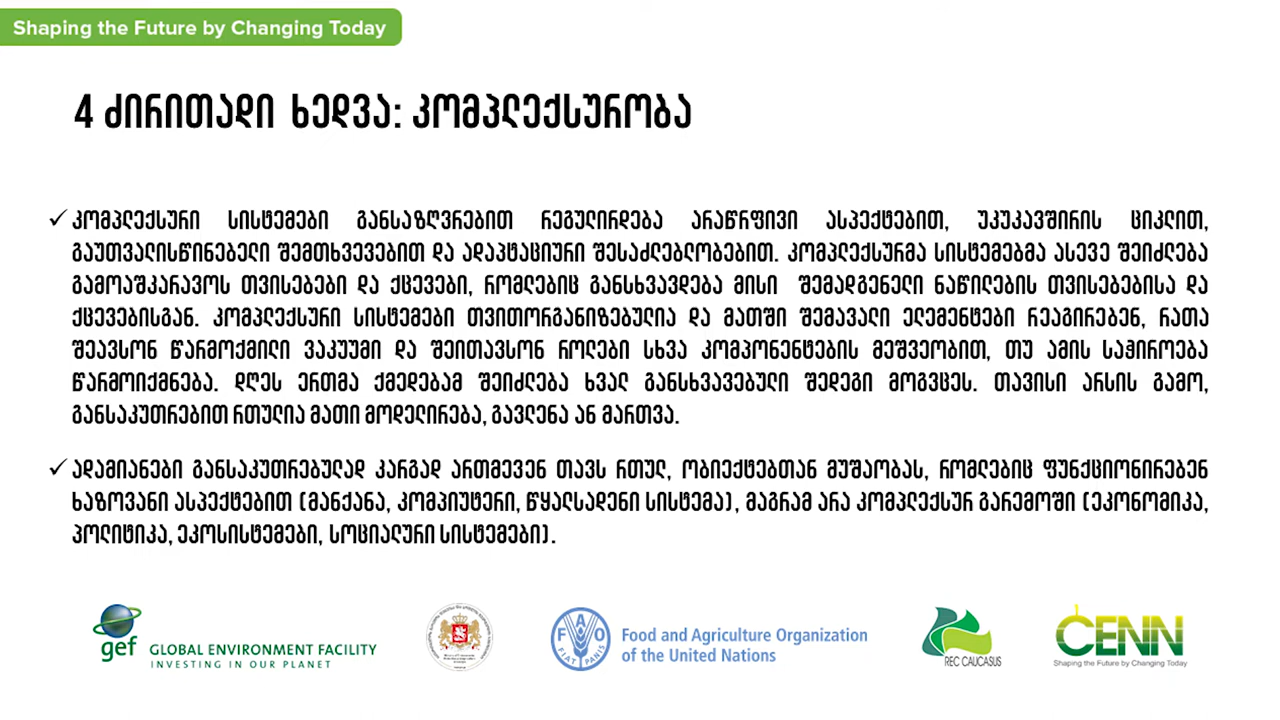 Shaping the Future by Changing Today
4 ძირითადი ხედვა: კომპლექსურობა
✓ კომპლექსური სისტემები განსაზღვრებით რეგულირდება არაწრფივი ასპექტებით, უკუკავშირის ციკლით,
გაუთვალისწინებელი შემთხვევებით და ადაპტაციური შესაძლებლობებით. კომპლექსურმა სისტემებმა ასევე შეიძლება
გამოაშკარავოს თვისებები და ქცევები, რომლებიც განსხვავდება მისი შემადგენელი ნაწილების თვისებებისა და
ქცევებისგან. კომპლექსური სისტემები თვითორგანიზებულია და მათში შემავალი ელემენტები რეაგირებენ, რათა
შეავსონ წარმოქმილი ვაკუუმი და შეითავსონ როლები სხვა კომპონენტების მეშვეობით, თუ ამის საჭიროება
წარმოიქმნება. დღეს ერთმა ქმედებამ შეიძლება ხვალ განსხვავებული შედეგი მოგვცეს. თავისი არსის გამო,
განსაკუთრებით რთულია მათი მოდელირება, გავლენა ან მართვა.
✓ ადამიანები განსაკუთრებულად კარგად ართმევენ თავს რთულ, ობიექტებთან მუშაობას, რომლებიც ფუნქციონირებენ
ხაზოვანი ასპექტებით (მანქანა, კომპიუტერი, წყალსადენი სისტემა), მაგრამ არა კომპლექსურ გარემოში (ეკონომიკა,
პოლიტიკა, ეკოსისტემები, სოციალური სისტემები).
gef GLOBAL ENVIRONMENT FACILITY
INVESTING IN OUR PLANET
FAO
FIAT PANIS
Food and Agriculture Organization
of the United Nations
REC CAUCASUS
CENN
Shaping the Future by Changing Today